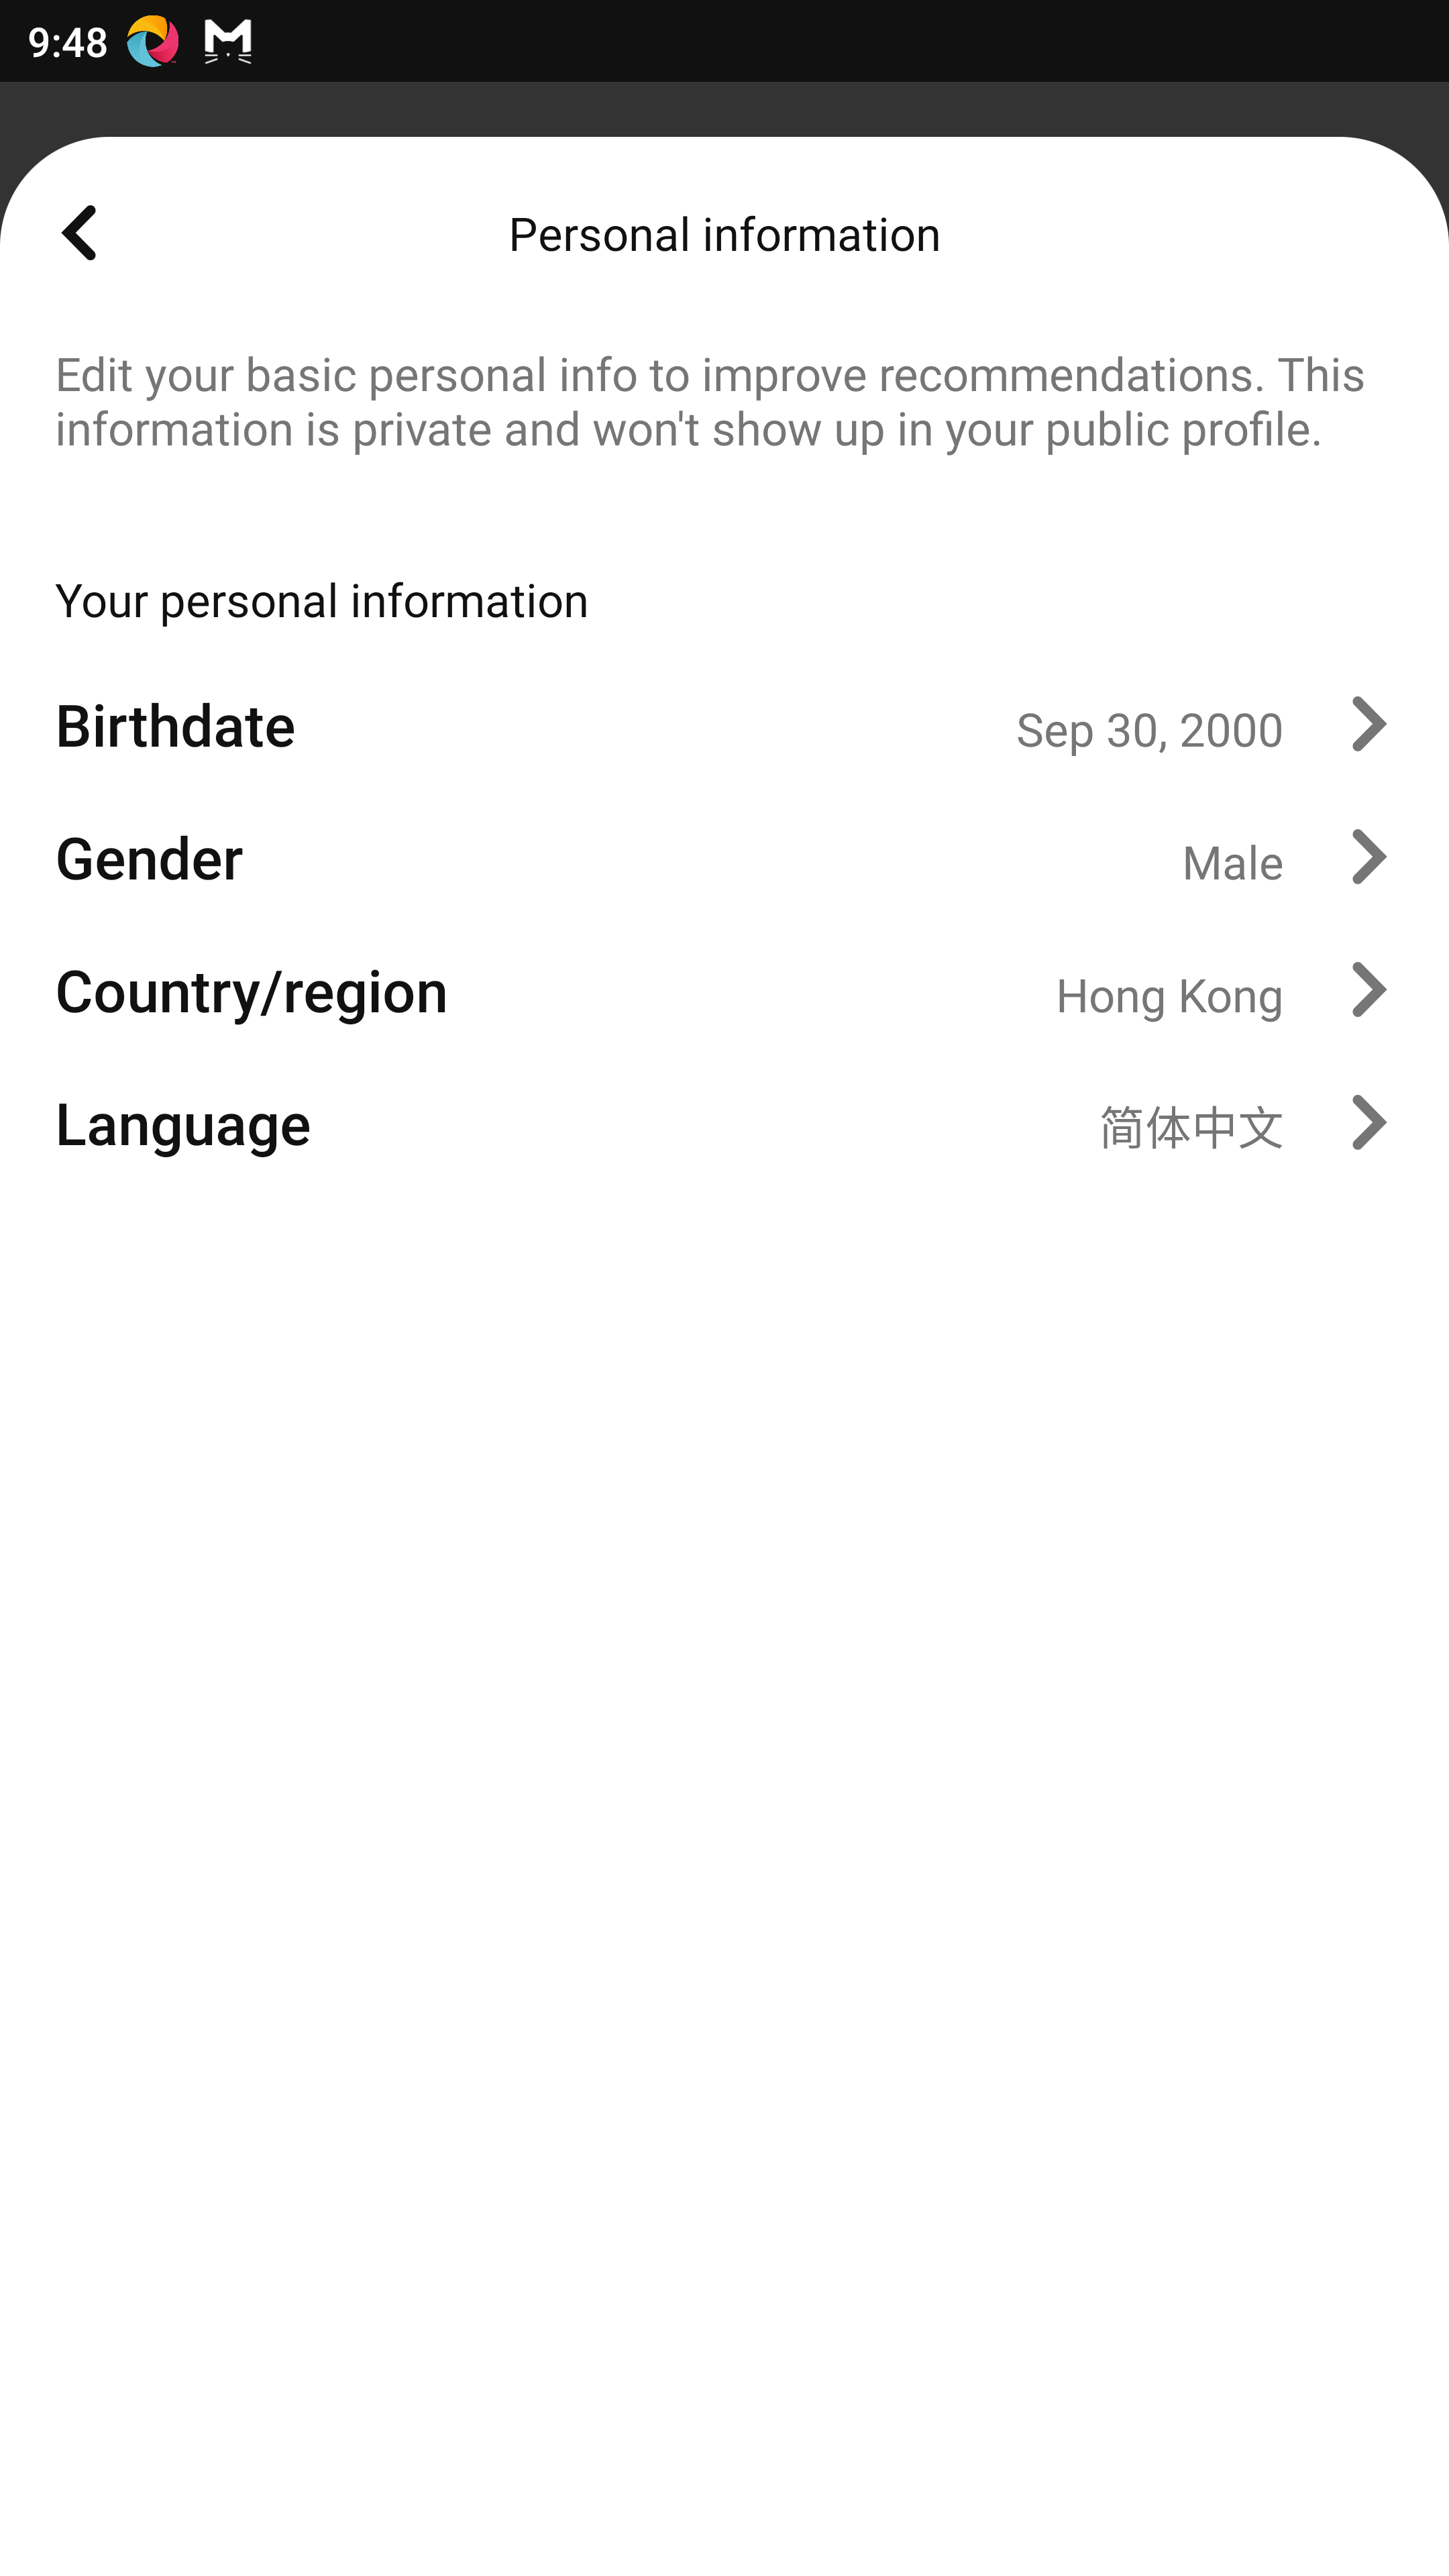 9:48
Personal information
Edit your basic personal info to improve recommendations. This
information is private and won't show up in your public profile.
Your personal information
Birthdate Sep 30, 2000
Gender Male
Country/region Hong Kong
Language 简体中文